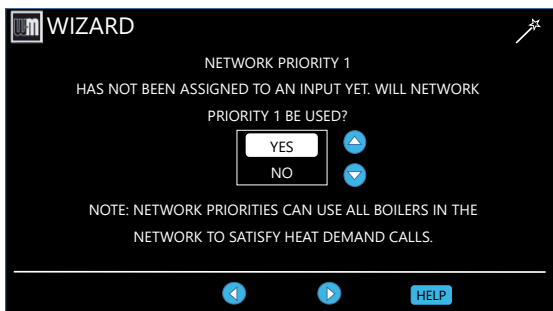 wm WIZARD
NETWORK PRIORITY 1
HAS NOT BEEN ASSIGNED TO AN INPUT YET. WILL NETWORK
PRIORITY 1 BE USED?
YES
NO
NOTE: NETWORK PRIORITIES CAN USE ALL BOILERS IN THE
NETWORK TO SATISFY HEAT DEMAND CALLS.
HELP